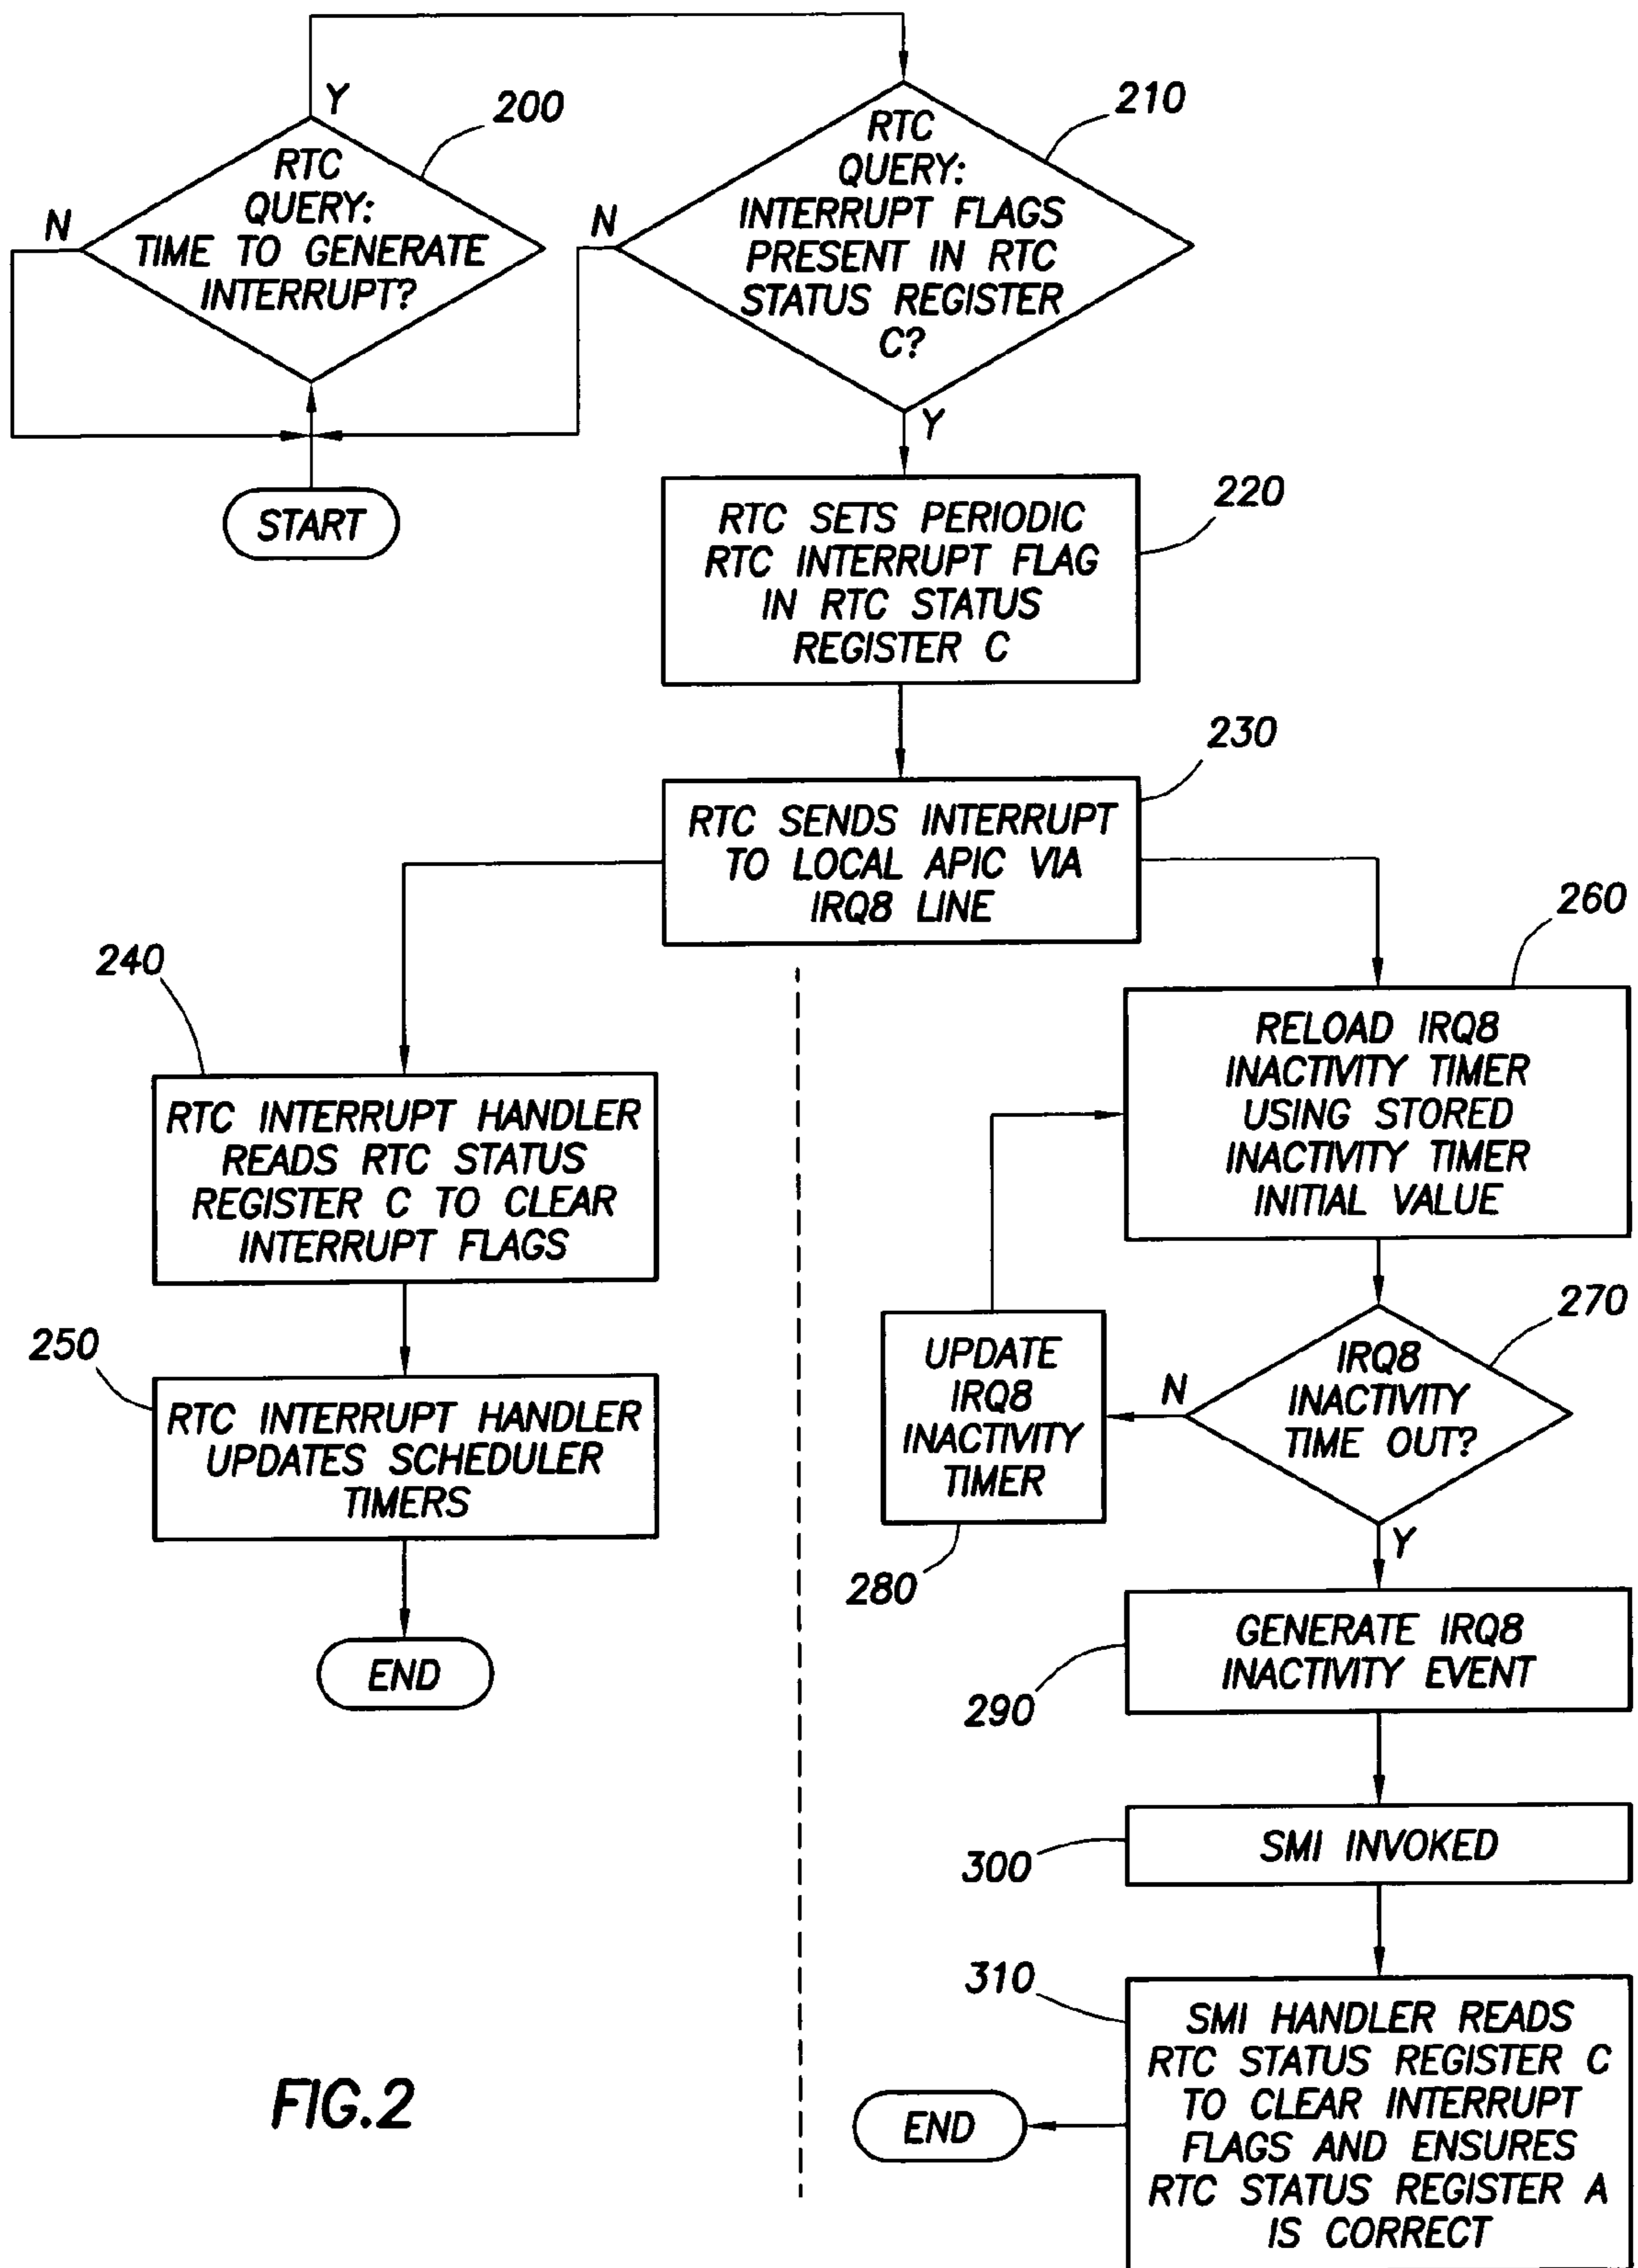 Y
200
RTC
QUERY:
TIME TO GENERATE
INTERRUPT?
N
210
RTC
QUERY:
INTERRUPT FLAGS
PRESENT IN RTC
STATUS REGISTER
C?
N
Y
START
220
RTC SETS PERIODIC
RTC INTERRUPT FLAG
IN RTC STATUS
REGISTER C
230
RTC SENDS INTERRUPT
TO LOCAL APIC VIA
IRQ8 LINE
240
RTC INTERRUPT HANDLER
READS RTC STATUS
REGISTER C TO CLEAR
INTERRUPT FLAGS
250
RTC INTERRUPT HANDLER
UPDATES SCHEDULER
TIMERS
END
260
RELOAD IRQ8
INACTIVITY TIMER
USING STORED
INACTIVITY TIMER
INITIAL VALUE
270
IRQ8
INACTIVITY
TIME OUT?
N
UPDATE
IRQ8
INACTIVITY
TIMER
280
Y
GENERATE IRQ8
INACTIVITY EVENT
290
SMI INVOKED
300
310
SMI HANDLER READS
RTC STATUS REGISTER C
TO CLEAR INTERRUPT
FLAGS AND ENSURES
RTC STATUS REGISTER A
IS CORRECT
END
FIG.2